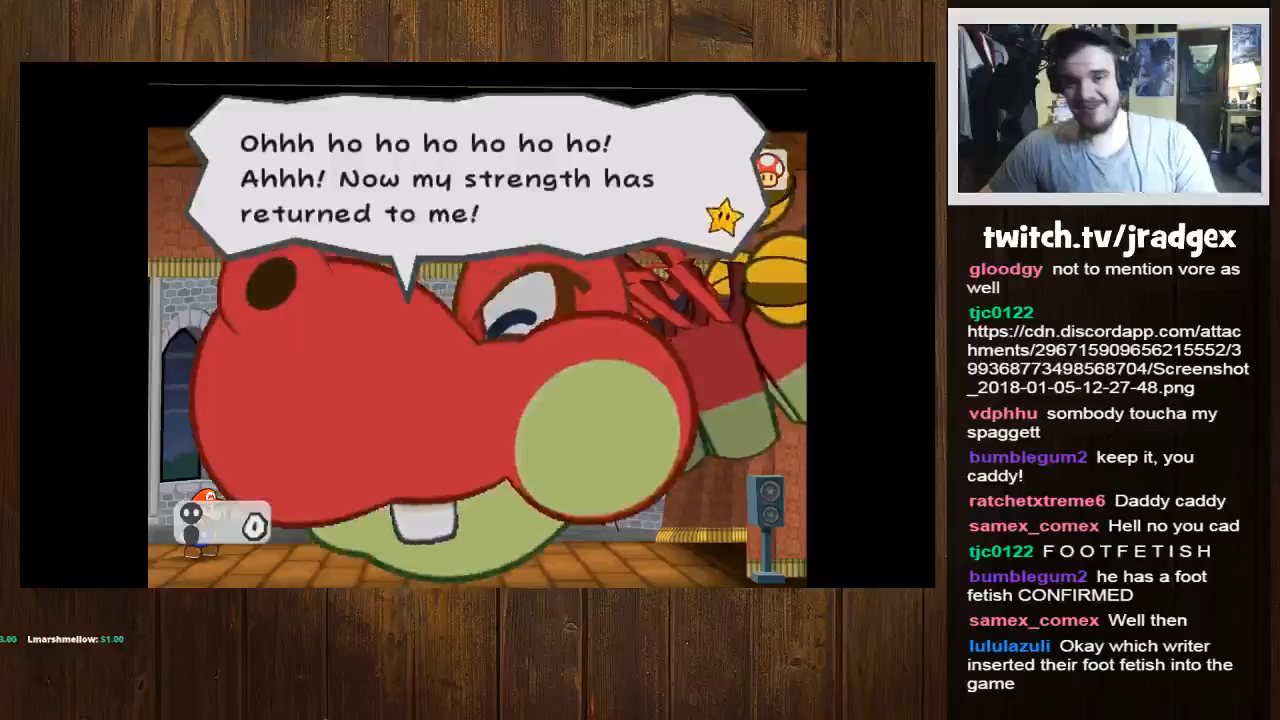 Ohhh ho ho ho ho ho ho!
Ahhh! Now my strength has
returned to me!
twitch.tv/jradgex
gloodgy not to mention vore as
well
tjc0122
https://cdn.discordapp.com/attac
hments/296715909656215552/3
99368773498568704/Screenshot
_2018-01-05-12-27-48.png
vdphhu sombody toucha my
spaggett
bumblegum2 keep it, you
caddy!
ratchetxtreme6 Daddy caddy
samex_comex Hell no you cad
tjc0122 F O O T F E T I S H
bumblegum2 he has a foot
fetish CONFIRMED
samex_comex Well then
lululazuli Okay which writer
inserted their foot fetish into the
game
3.00 Lmarshmellow: $1.00